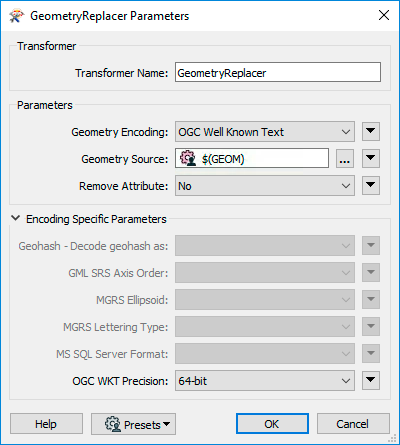 GeometryReplacer Parameters
Transformer
Transformer Name: GeometryReplacer
Parameters
Geometry Encoding: OGC Well Known Text
Geometry Source: $(GEOM) ...
Remove Attribute: No
Encoding Specific Parameters
Geohash - Decode geohash as:
GML SRS Axis Order:
MGRS Ellipsoid:
MGRS Lettering Type:
MS SQL Server Format:
OGC WKT Precision: 64-bit
Help Presets OK Cancel